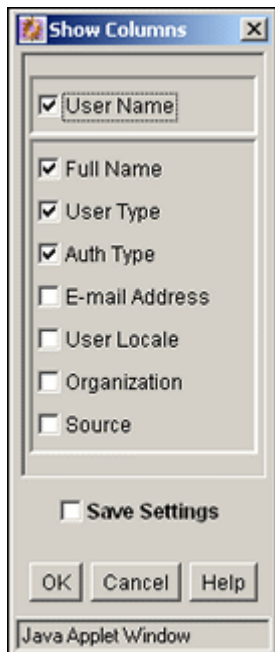 Show Columns
User Name
Full Name
User Type
Auth Type
E-mail Address
User Locale
Organization
Source
Save Settings
OK Cancel Help
Java Applet Window